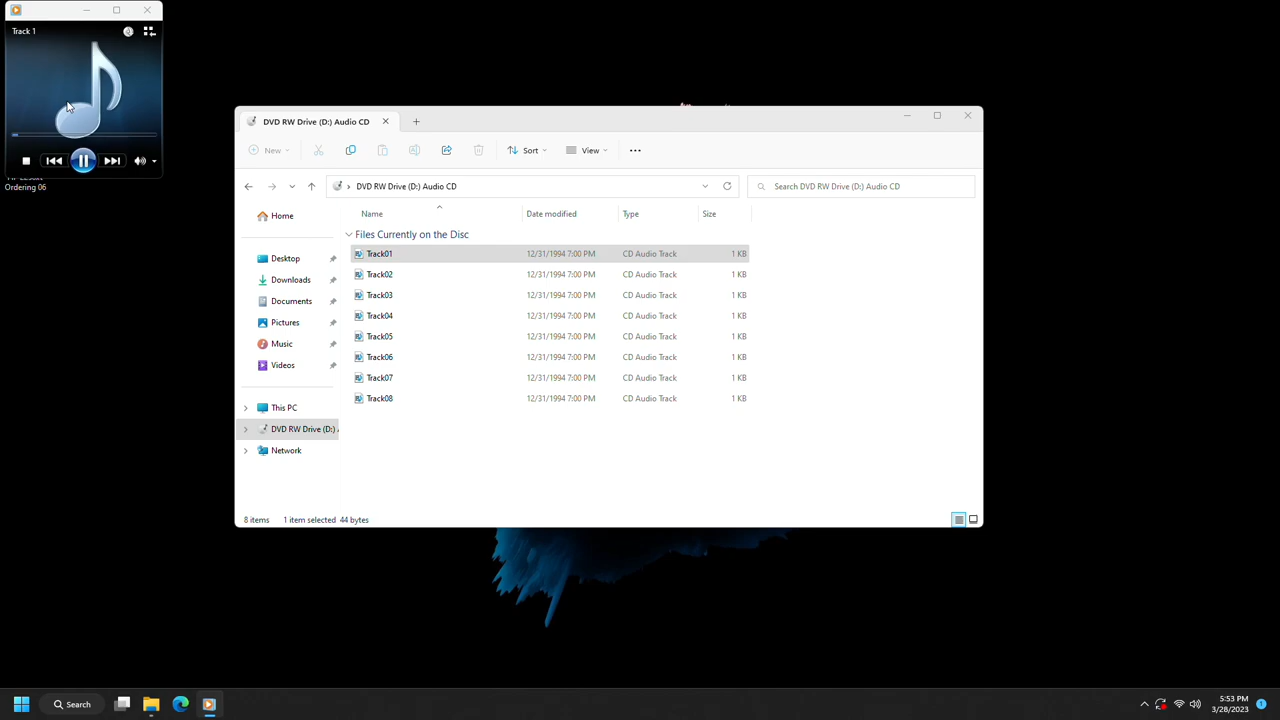 Track 1
Ordering 06
DVD RW Drive (D:) Audio CD
New
Sort
View
DVD RW Drive (D:) Audio CD
Search DVD RW Drive (D:) Audio CD
Home
Desktop
Downloads
Documents
Pictures
Music
Videos
This PC
DVD RW Drive (D:)
Network
Name Date modified Type Size
Files Currently on the Disc
Track01 12/31/1994 7:00 PM CD Audio Track 1 KB
Track02 12/31/1994 7:00 PM CD Audio Track 1 KB
Track03 12/31/1994 7:00 PM CD Audio Track 1 KB
Track04 12/31/1994 7:00 PM CD Audio Track 1 KB
Track05 12/31/1994 7:00 PM CD Audio Track 1 KB
Track06 12/31/1994 7:00 PM CD Audio Track 1 KB
Track07 12/31/1994 7:00 PM CD Audio Track 1 KB
Track08 12/31/1994 7:00 PM CD Audio Track 1 KB
8 items 1 item selected 44 bytes
Search
5:53 PM
3/28/2023
1